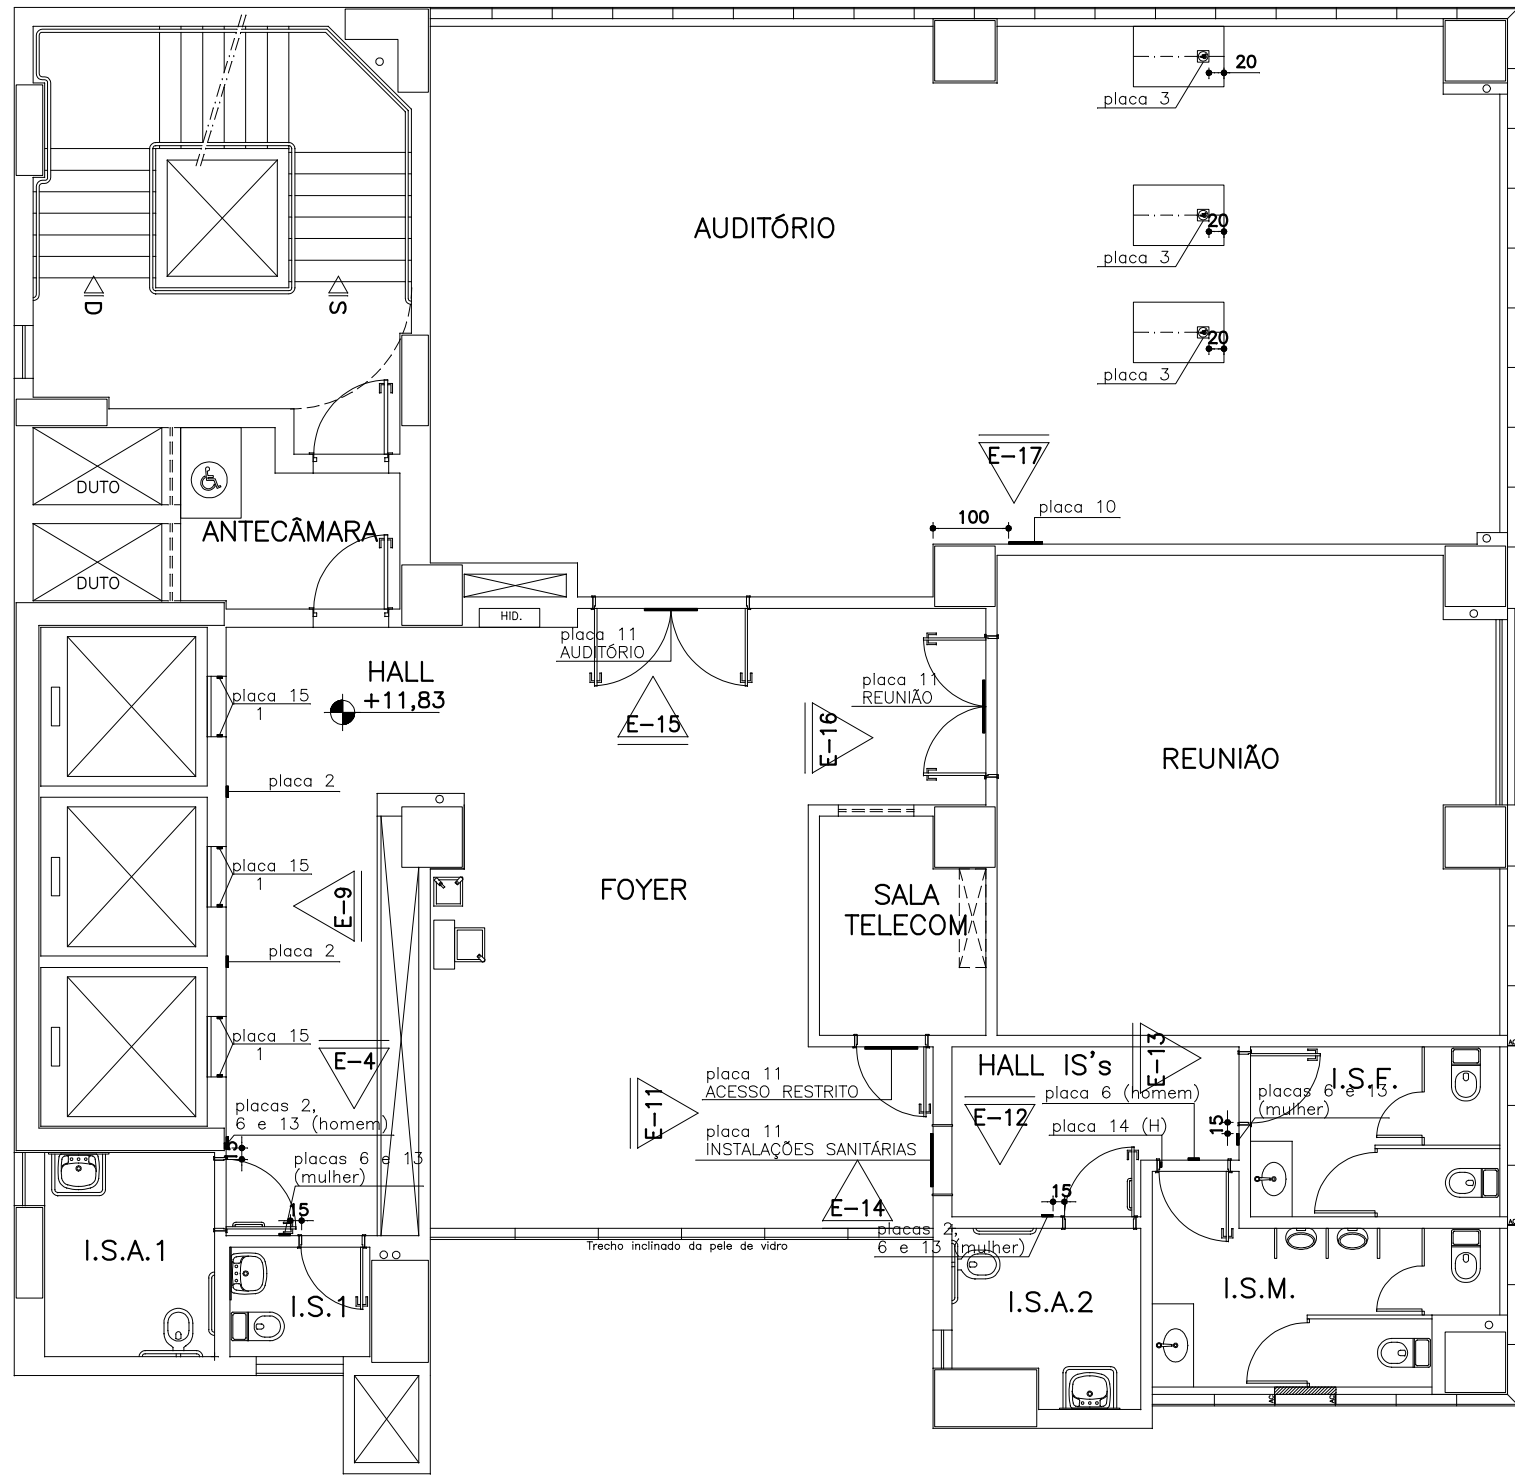 20
placa 3
AUDITÓRIO
20
placa 3
D
S
20
placa 3
E-17
DUTO
placa 10
100
ANTECÂMARA
DUTO
HID.
placa 11
AUDITÓRIO
HALL
+11,83
placa 11
REUNIÃO
placa 15
1
E-15
E-16
REUNIÃO
placa 2
placa 15
1
FOYER
SALA
TELECOM
E-9
placa 2
placa 15
1
E-4
E-13
HALL IS's
placa 11
ACESSO RESTRITO
I.S.F.
placa 6 (homem)
placas 6 e 13
(mulher)
placas 2,
6 e 13 (homem)
E-11
E-12
placa 14 (H)
15
placa 11
INSTALAÇÕES SANITÁRIAS
15
placas 6 e 13
(mulher)
15
15
E-14
placas 2,
6 e 13 (mulher)
Trecho inclinado da pele de vidro
I.S.A.1
I.S.1
I.S.A.2
I.S.M.
AC
AC
AC
AC